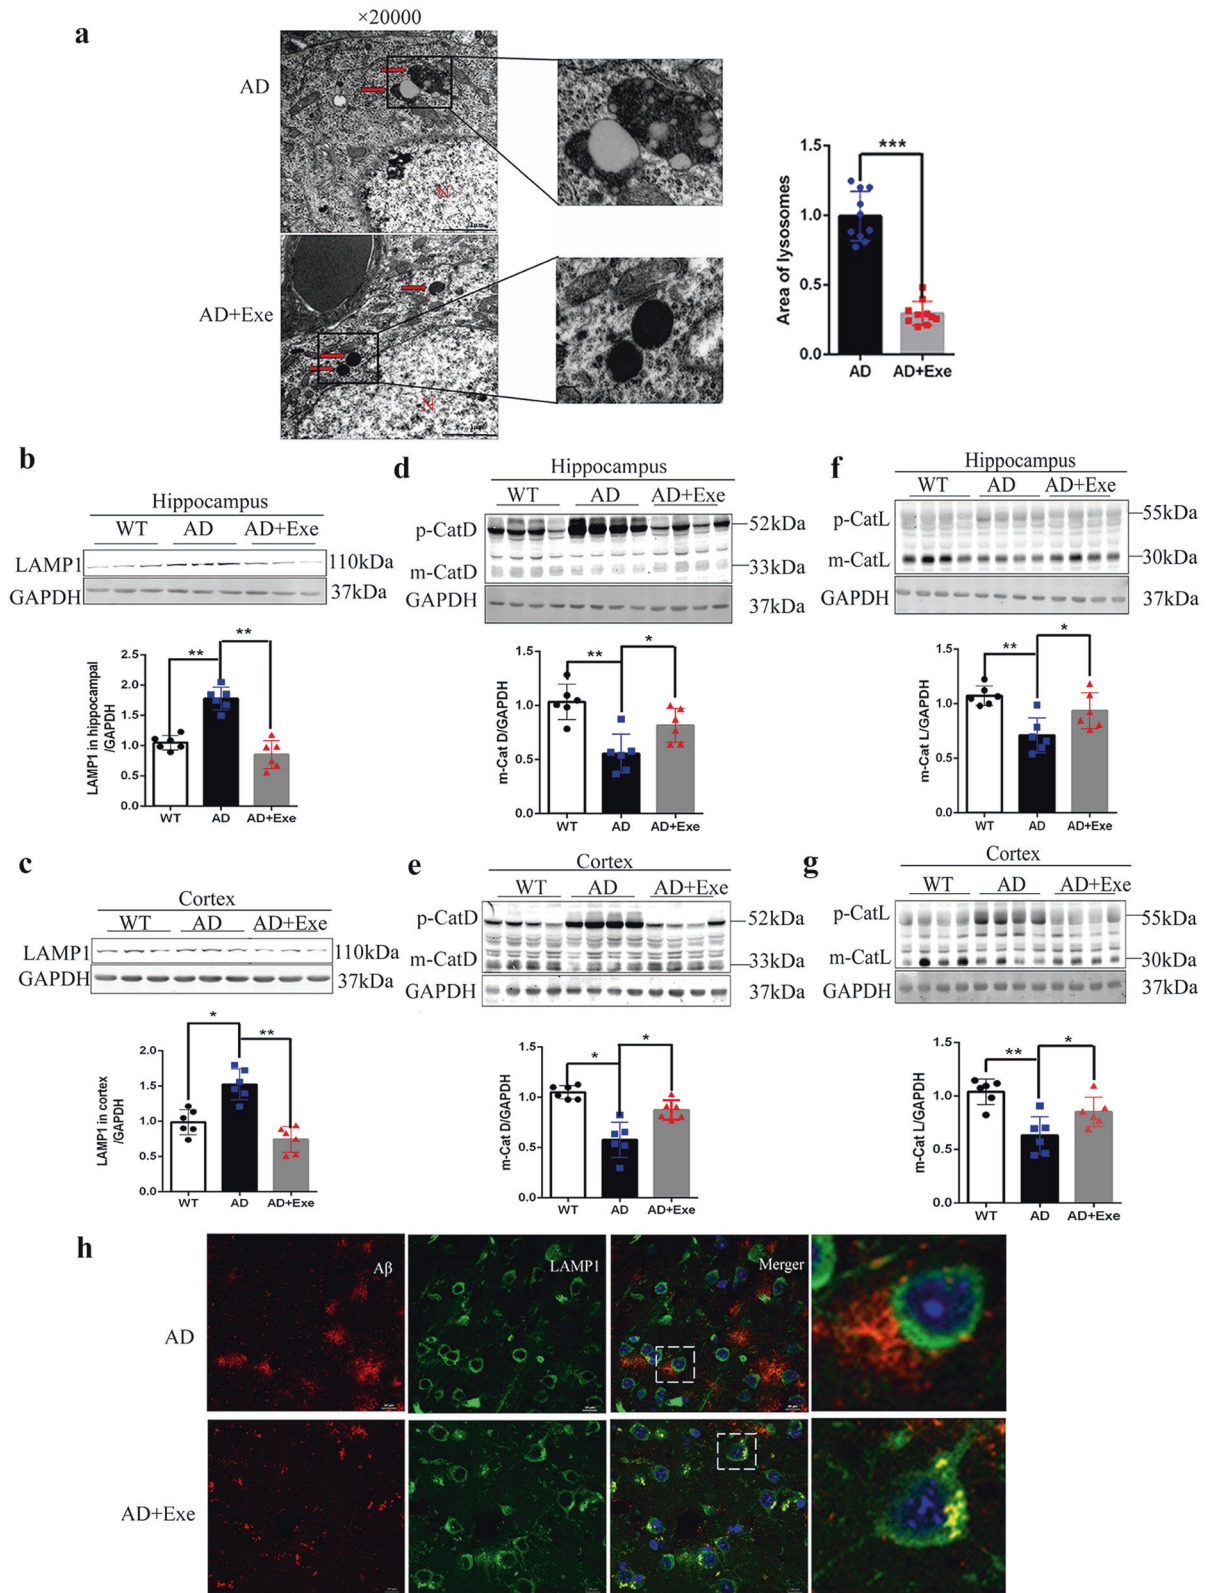 a
×20000
AD
N
AD+Exe
N
Area of lysosomes
1.5
1.0
0.5
0.0
***
AD
AD+Exe
b
Hippocampus
WT
AD
AD+Exe
LAMP1
110kDa
GAPDH
37kDa
LAMP1 in hippocampal
/GAPDH
2.5
2.0
1.5
1.0
0.5
0.0
**
**
WT
AD
AD+Exe
c
Cortex
WT
AD
AD+Exe
LAMP1
110kDa
GAPDH
37kDa
LAMP1 in cortex
/GAPDH
2.0
1.5
1.0
0.5
0.0
*
**
WT
AD
AD+Exe
d
Hippocampus
WT
AD
AD+Exe
p-CatD
52kDa
m-CatD
33kDa
GAPDH
37kDa
m-Cat D/GAPDH
1.5
1.0
0.5
0.0
**
*
WT
AD
AD+Exe
e
Cortex
WT
AD
AD+Exe
p-CatD
52kDa
m-CatD
33kDa
GAPDH
37kDa
m-Cat D/GAPDH
1.5
1.0
0.5
0.0
*
*
WT
AD
AD+Exe
f
Hippocampus
WT
AD
AD+Exe
p-CatL
55kDa
m-CatL
30kDa
GAPDH
37kDa
m-Cat L/GAPDH
1.5
1.0
0.5
0.0
**
*
WT
AD
AD+Exe
g
Cortex
WT
AD
AD+Exe
p-CatL
55kDa
m-CatL
30kDa
GAPDH
37kDa
m-Cat L/GAPDH
1.5
1.0
0.5
0.0
**
*
WT
AD
AD+Exe
h
Aβ
LAMP1
Merger
AD
AD+Exe